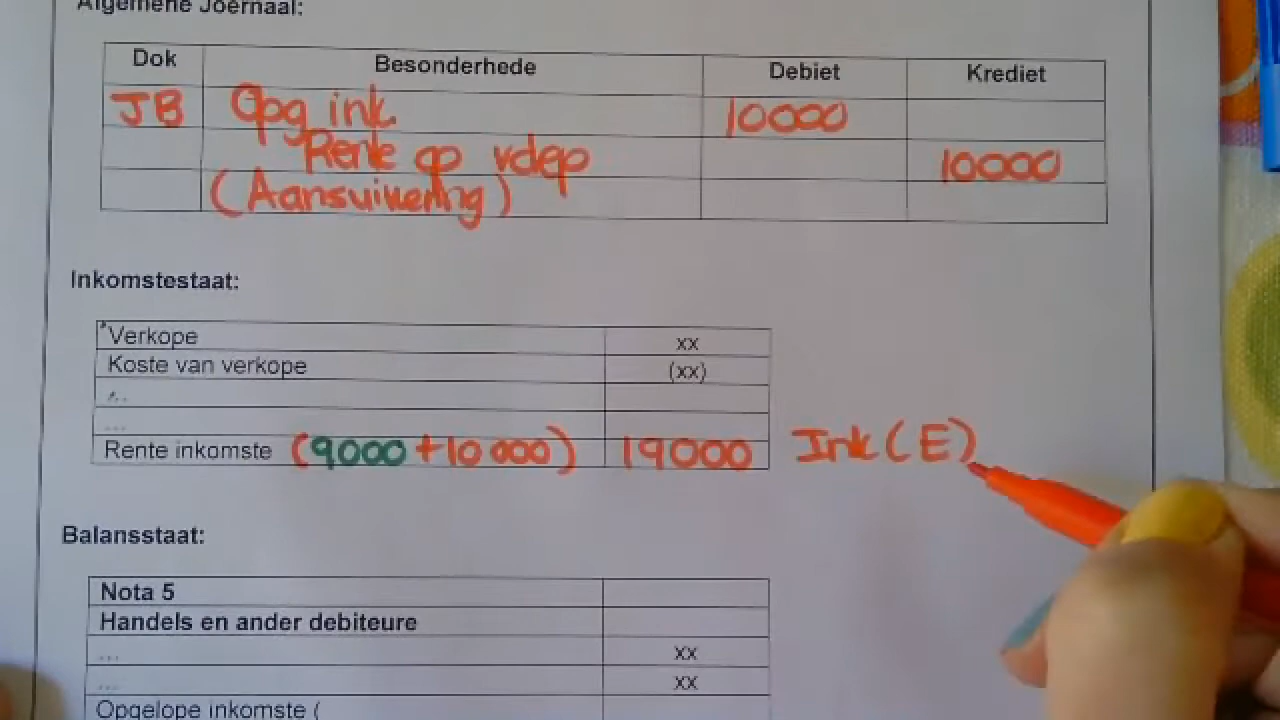 Algemene Joernaal:
Dok Besonderhede Debiet Krediet
JB Opg ink. 10000
Rente op vdep 10000
(Aansuiwering)
Inkomstestaat:
Verkope xx
Koste van verkope (xx)
...
...
Rente inkomste (9000+10 000) 19000 Ink(E)
Balansstaat:
Nota 5
Handels en ander debiteure
... xx
... xx
Opgelope inkomste (